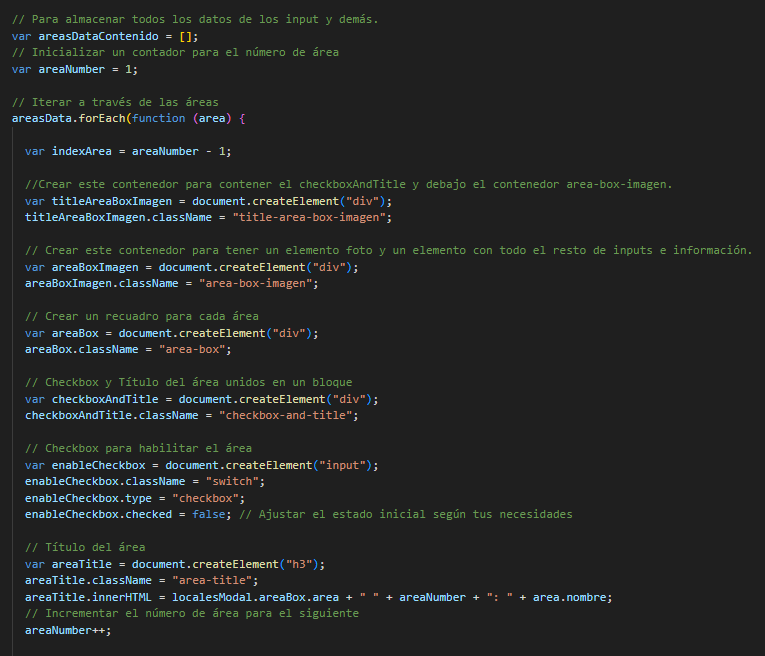 // Para almacenar todos los datos de los input y demás.
var areasDataContenido = [];
// Inicializar un contador para el número de área
var areaNumber = 1;
// Iterar a través de las áreas
areasData.forEach(function (area) {
var indexArea = areaNumber - 1;
//Crear este contenedor para contener el checkboxAndTitle y debajo el contenedor area-box-imagen.
var titleAreaBoxImagen = document.createElement("div");
titleAreaBoxImagen.className = "title-area-box-imagen";
// Crear este contenedor para tener un elemento foto y un elemento con todo el resto de inputs e información.
var areaBoxImagen = document.createElement("div");
areaBoxImagen.className = "area-box-imagen";
// Crear un recuadro para cada área
var areaBox = document.createElement("div");
areaBox.className = "area-box";
// Checkbox y Título del área unidos en un bloque
var checkboxAndTitle = document.createElement("div");
checkboxAndTitle.className = "checkbox-and-title";
// Checkbox para habilitar el área
var enableCheckbox = document.createElement("input");
enableCheckbox.className = "switch";
enableCheckbox.type = "checkbox";
enableCheckbox.checked = false; // Ajustar el estado inicial según tus necesidades
// Título del área
var areaTitle = document.createElement("h3");
areaTitle.className = "area-title";
areaTitle.innerHTML = localesModal.areaBox.area + " " + areaNumber + ": " + area.nombre;
// Incrementar el número de área para el siguiente
areaNumber++;